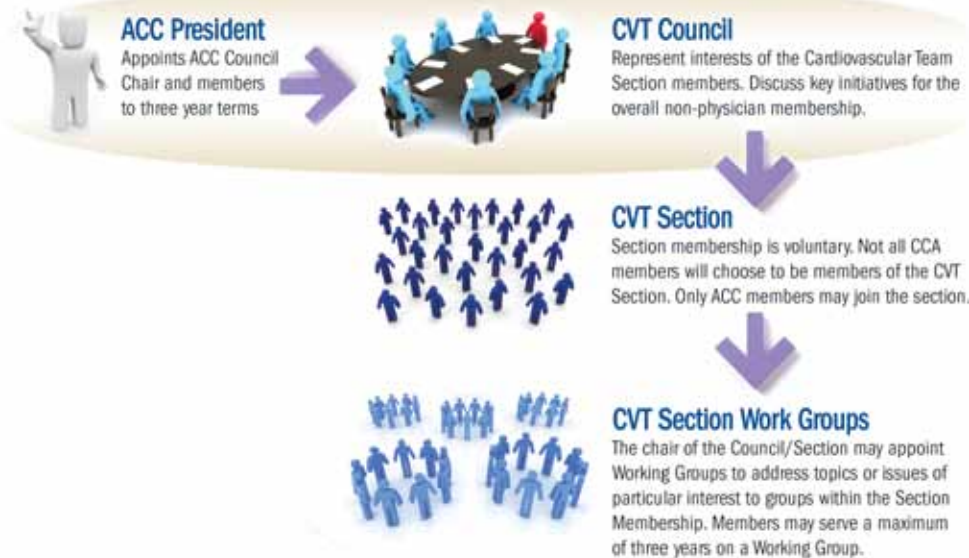 ACC President
Appoints ACC Council
Chair and members
to three year terms
CVT Council
Represent interests of the Cardiovascular Team
Section members. Discuss key initiatives for the
overall non-physician membership.
CVT Section
Section membership is voluntary. Not all CCA
members will choose to be members of the CVT
Section. Only ACC members may join the section.
CVT Section Work Groups
The chair of the Council/Section may appoint
Working Groups to address topics or issues of
particular interest to groups within the Section
Membership. Members may serve a maximum
of three years on a Working Group.